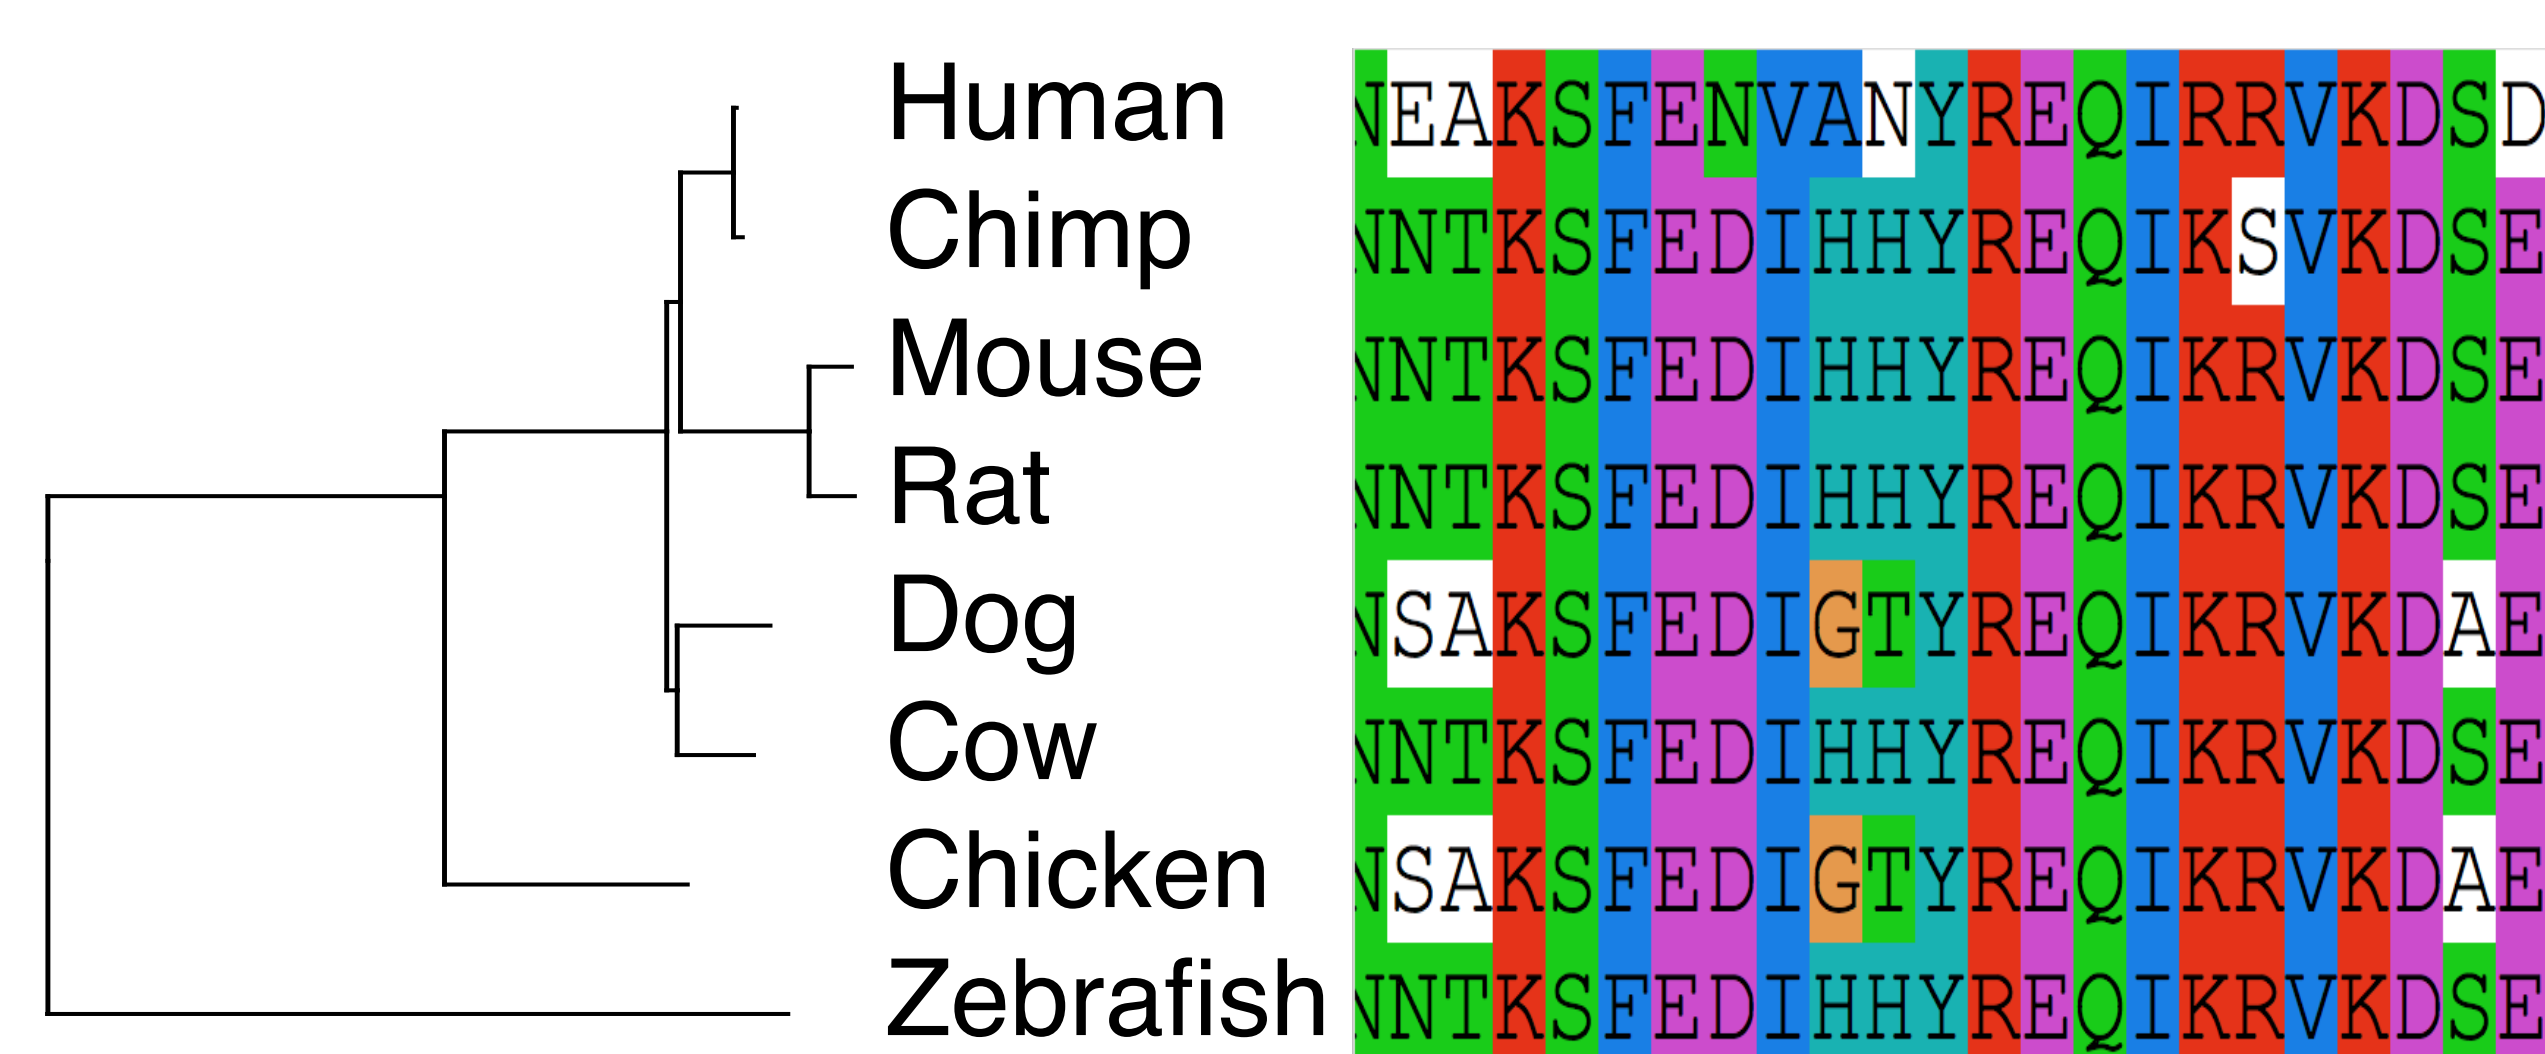 Human NEAKSFENVANYREQIRRVKDSD
Chimp NNTKSFEDIHHYREQIKSVKDSE
Mouse NNTKSFEDIHHYREQIKRVKDSE
Rat NNTKSFEDIHHYREQIKRVKDSE
Dog NSAKSFEDIGTYREQIKRVKDAE
Cow NNTKSFEDIHHYREQIKRVKDSE
Chicken NSAKSFEDIGTYREQIKRVKDAE
Zebrafish NNTKSFEDIHHYREQIKRVKDSE